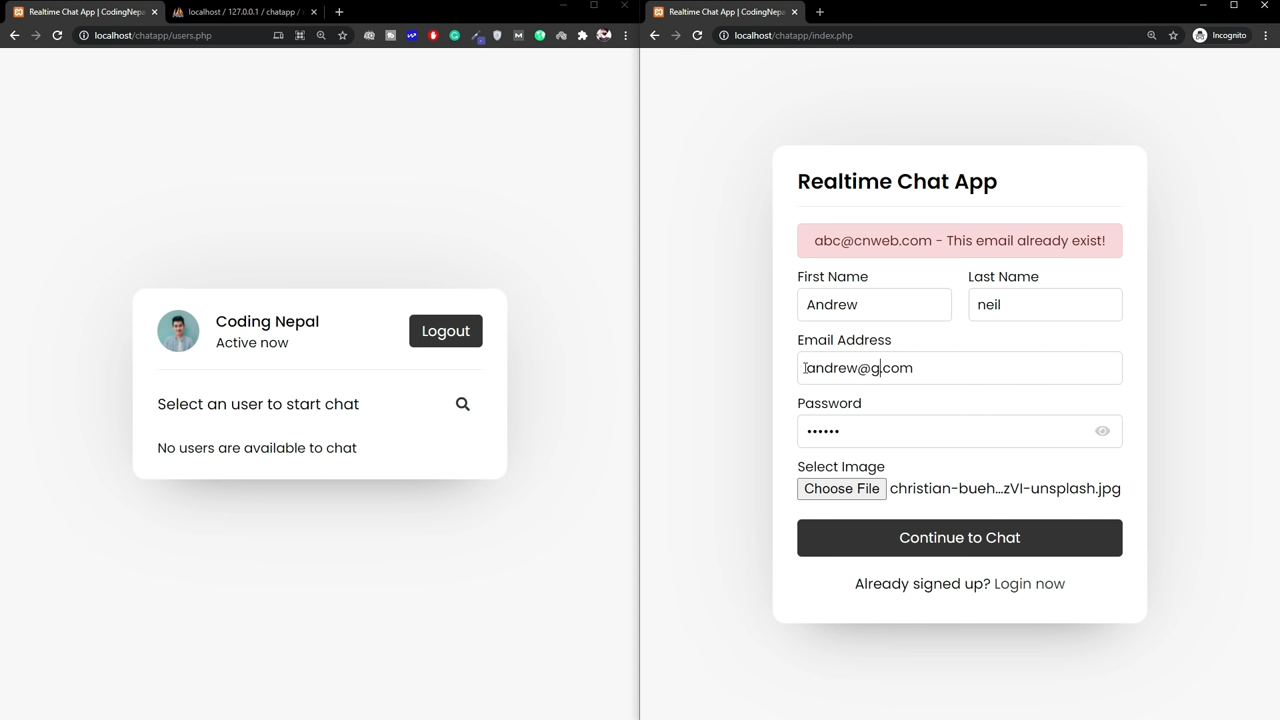 Realtime Chat App | CodingNepa
localhost / 127.0.0.1 / chatapp /
localhost/chatapp/users.php
Coding Nepal
Active now
Logout
Select an user to start chat
No users are available to chat
Realtime Chat App | CodingNepa
localhost/chatapp/index.php
Incognito
Realtime Chat App
abc@cnweb.com - This email already exist!
First Name
Last Name
Andrew
neil
Email Address
andrew@g.com
Password
••••••
Select Image
Choose File christian-bueh...zVI-unsplash.jpg
Continue to Chat
Already signed up? Login now